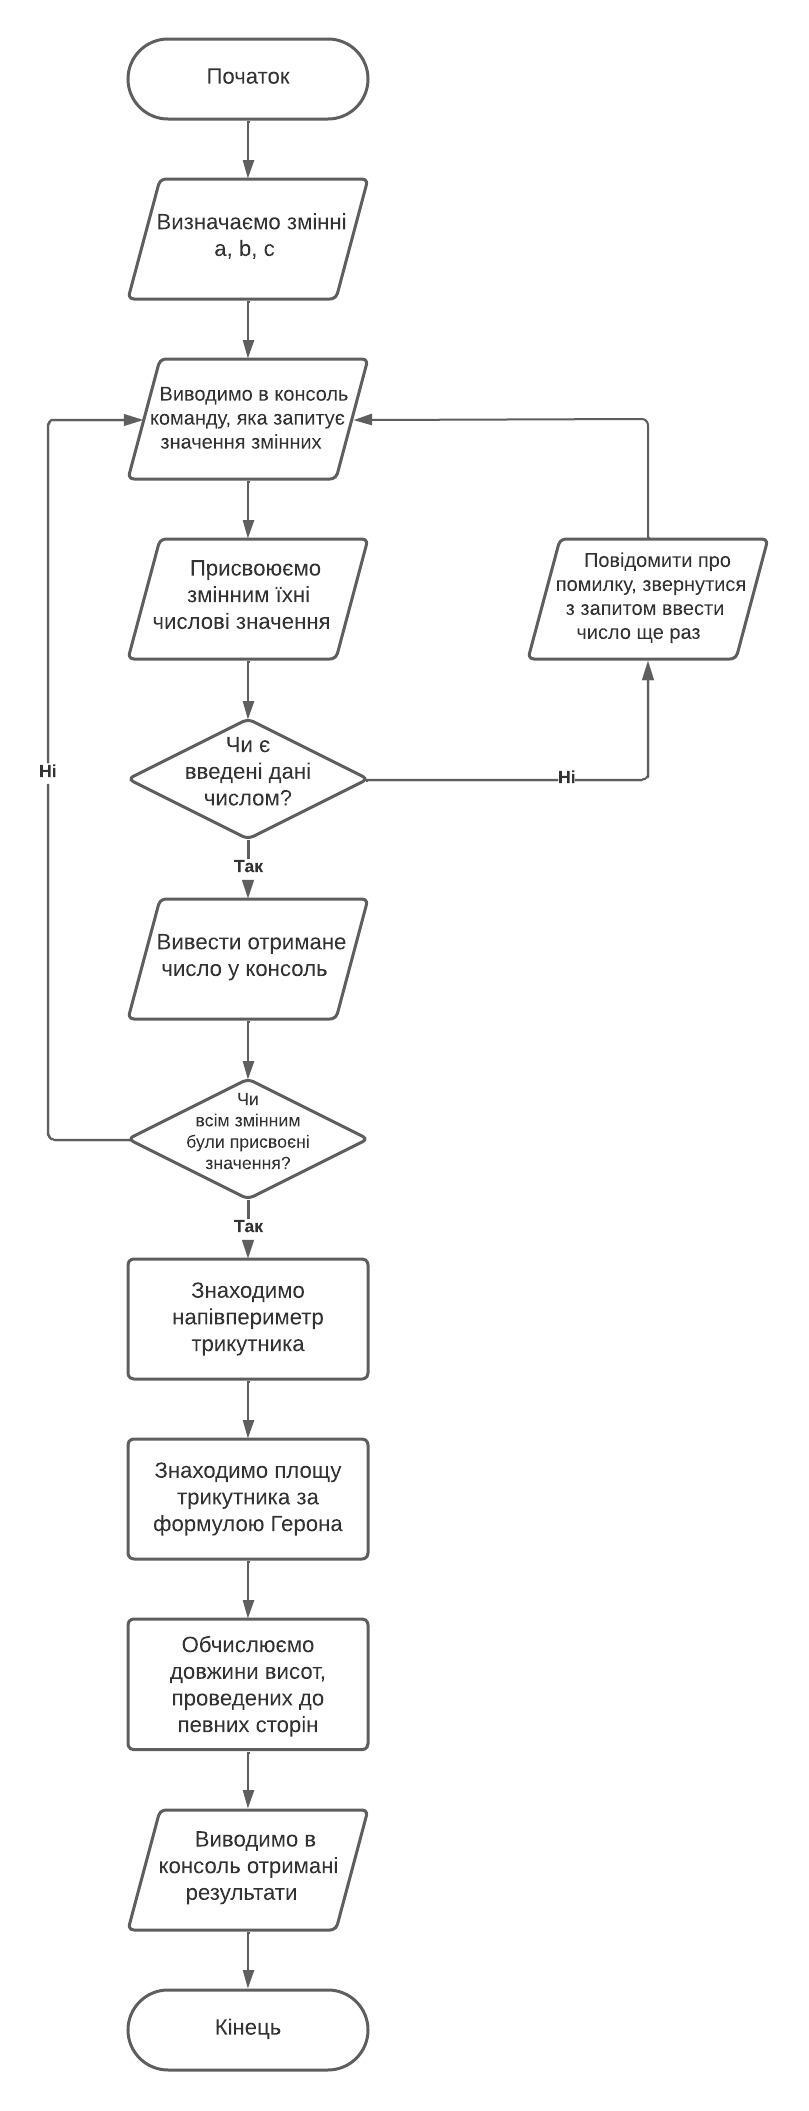 Початок
Визначаємо змінні
a, b, c
Виводимо в консоль
команду, яка запитує
значення змінних
Присвоюємо
змінним їхні
числові значення
Повідомити про
помилку, звернутися
з запитом ввести
число ще раз
Чи є
введені дані
числом?
Ні
Ні
Так
Вивести отримане
число у консоль
Чи
всім змінним
були присвоєні
значення?
Так
Знаходимо
напівпериметр
трикутника
Знаходимо площу
трикутника за
формулою Герона
Обчислюємо
довжини висот,
проведених до
певних сторін
Виводимо в
консоль отримані
результати
Кінець